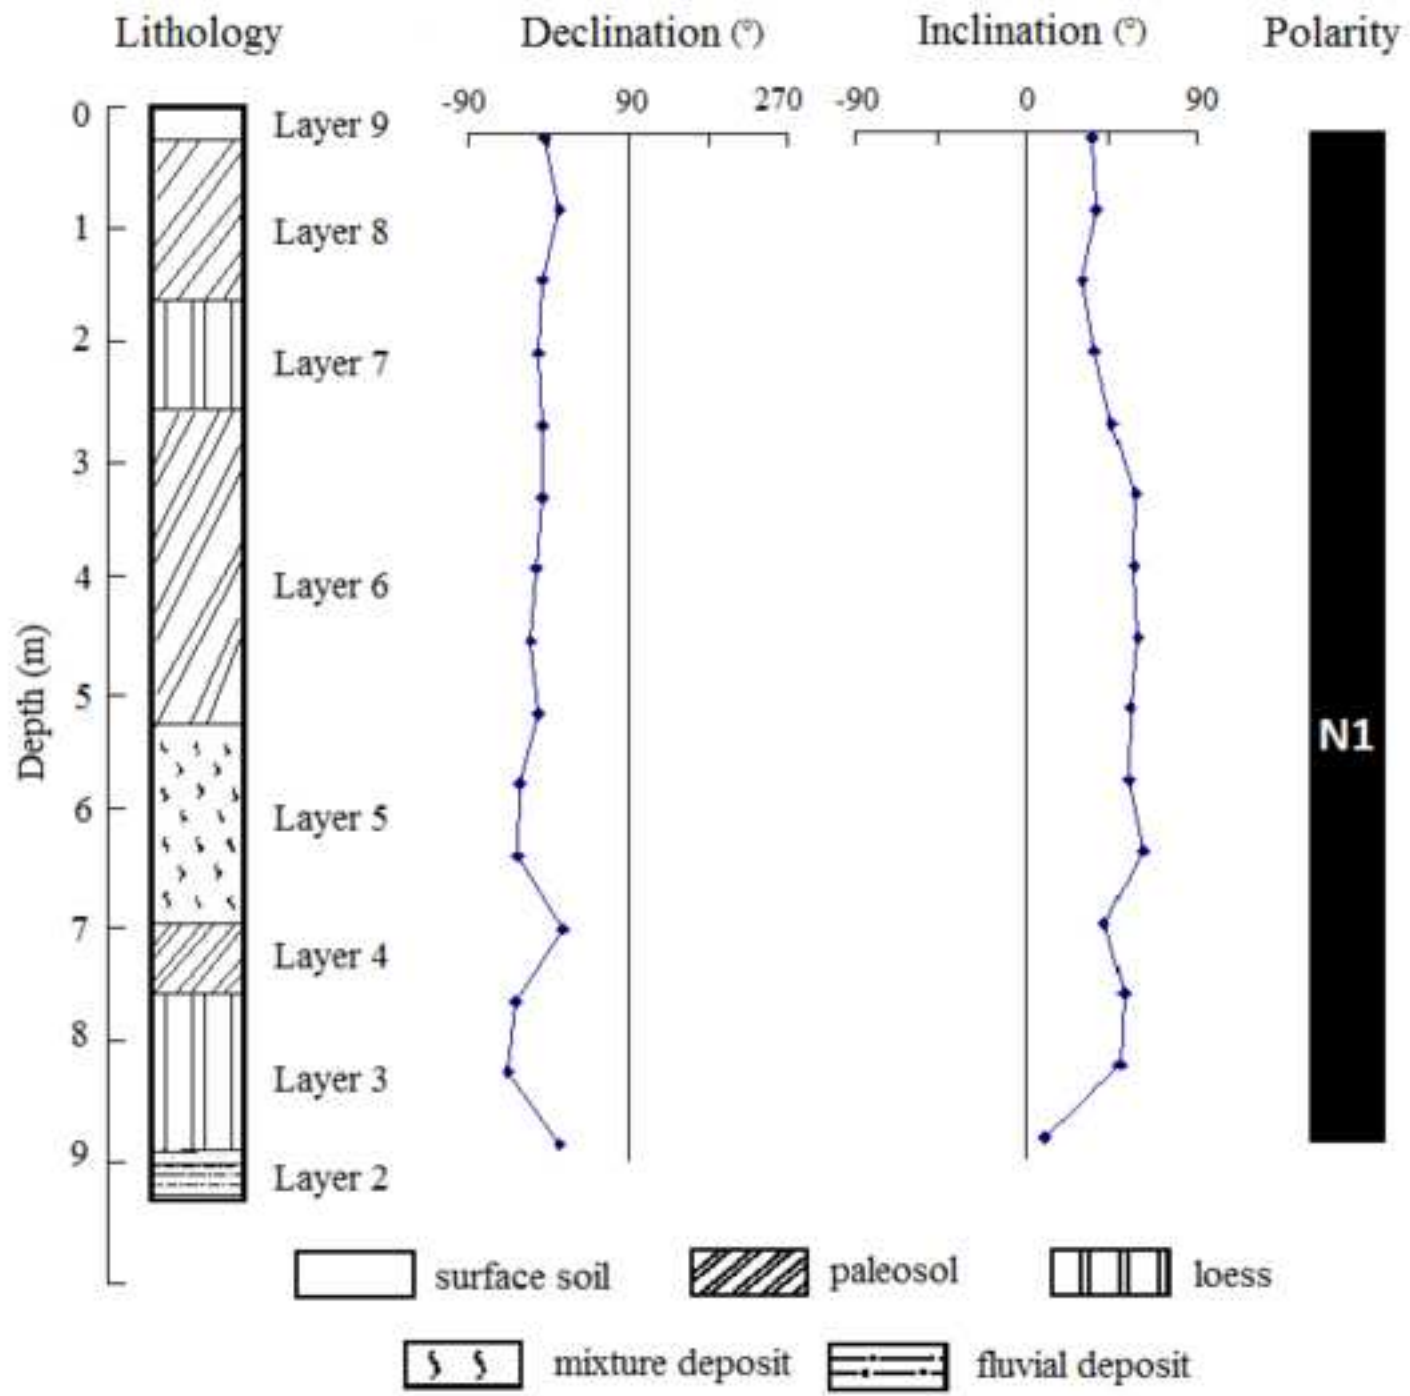 Lithology Declination (°) Inclination (°) Polarity
-90 90 270 -90 0 90
0 Layer 9
1 Layer 8
2 Layer 7
3
4 Layer 6
Depth (m)
5
N1
6 Layer 5
7 Layer 4
8 Layer 3
9 Layer 2
surface soil paleosol loess
mixture deposit fluvial deposit